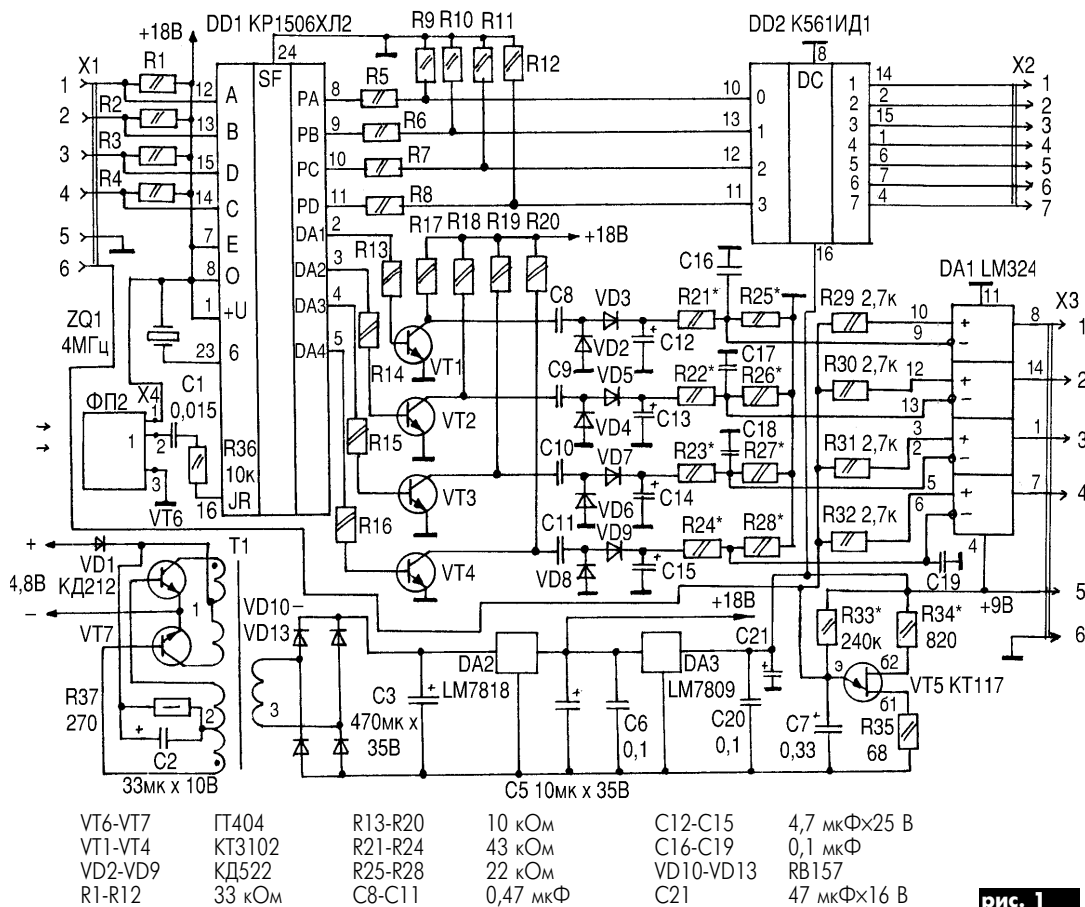 DD1 КР1506ХЛ2
R9 R10 R11
DD2 К561ИД1
+18В
X1
R1
24
SF
R12
8
DC
X2
1
12
A
PA
8
R5
10
0
1
14
1
R2
2
2
2
13
B
PB
9
R6
13
1
3
15
3
R3
4
1
4
3
15
D
PC
10
R7
12
2
5
6
5
R4
6
7
6
4
14
C
PD
11
R8
11
3
7
4
7
5
DA1
2
R13
R17
R18
R19
R20
+18В
16
7
E
6
8
O
DA2
3
C16
DA1 LM324
1
+U
DA3
4
C8
VD3
R21*
R25*
R29 2,7к
11
X3
ZQ1
4МГц
23
6
DA4
5
R14
VT1
VD2
C12
10
9
+
−
8
1
C17
C9
VD5
R22*
R26*
R30 2,7к
12
13
+
−
14
2
ФП2
X4
C1
0,015
1
1
2
3
VT2
VD4
C13
C18
R36
10к
R15
C10
VD7
R23*
R27*
R31 2,7к
3
2
+
−
1
3
JR
16
VT6
VT3
VD6
C14
5
6
+
−
7
4
R16
C11
VD9
R24*
R28*
R32 2,7к
4
C19
+
VD1
КД212
T1
VT4
VD8
C15
4,8В
−
1
+18В
+9В
5
VT7
VD10−
VD13
R33*
240к
R34*
820
6
C21
DA2
LM7818
DA3
LM7809
э
б2
б1
VT5 КТ117
R37
270
2
3
C3
470мк х
35В
C6
0,1
C20
0,1
C7
0,33
R35
68
C2
33мк х 10В
C5 10мк х 35В
VT6-VT7 ГТ404 R13-R20 10 кОм C12-C15 4,7 мкФ×25 В
VT1-VT4 КТ3102 R21-R24 43 кОм C16-C19 0,1 мкФ
VD2-VD9 КД522 R25-R28 22 кОм VD10-VD13 RB157
R1-R12 33 кОм C8-C11 0,47 мкФ C21 47 мкФ×16 В
рис. 1